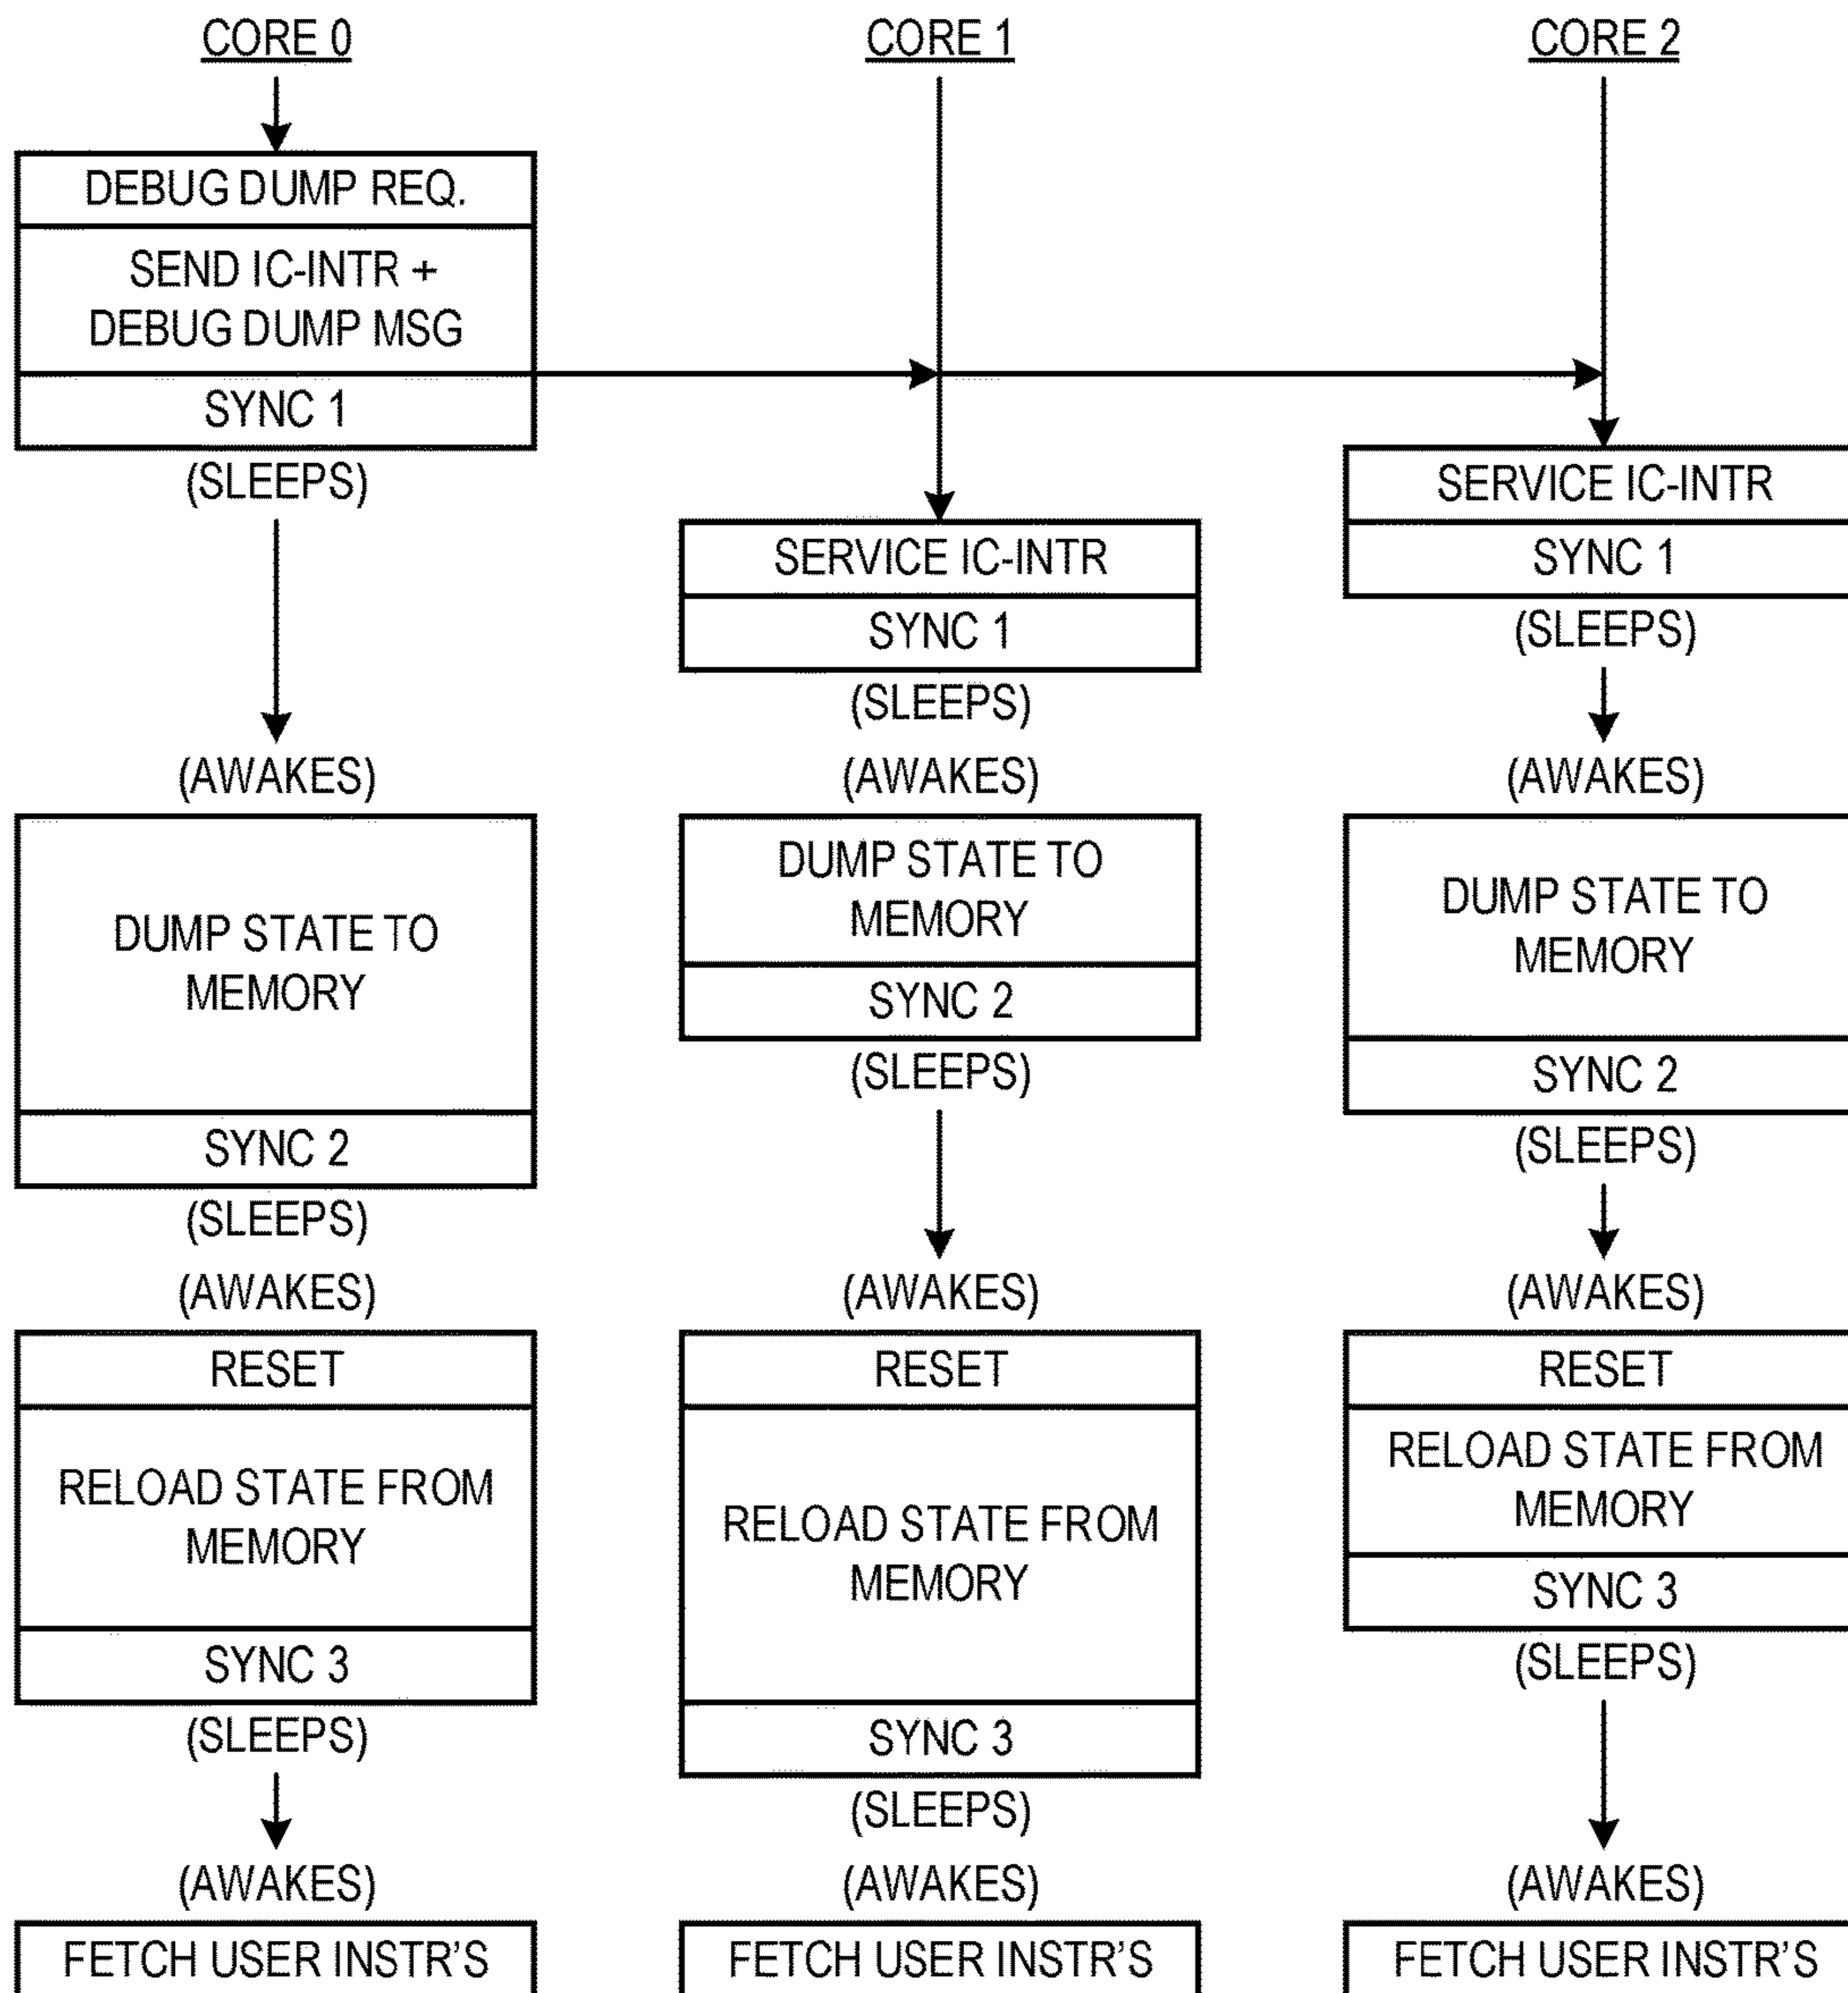 CORE 0
DEBUG DUMP REQ.
SEND IC-INTR +
DEBUG DUMP MSG
SYNC 1
(SLEEPS)
(AWAKES)
DUMP STATE TO
MEMORY
SYNC 2
(SLEEPS)
(AWAKES)
RESET
RELOAD STATE FROM
MEMORY
SYNC 3
(SLEEPS)
(AWAKES)
FETCH USER INSTR'S
CORE 1
SERVICE IC-INTR
SYNC 1
(SLEEPS)
(AWAKES)
DUMP STATE TO
MEMORY
SYNC 2
(SLEEPS)
(AWAKES)
RESET
RELOAD STATE FROM
MEMORY
SYNC 3
(SLEEPS)
(AWAKES)
FETCH USER INSTR'S
CORE 2
SERVICE IC-INTR
SYNC 1
(SLEEPS)
(AWAKES)
DUMP STATE TO
MEMORY
SYNC 2
(SLEEPS)
(AWAKES)
RESET
RELOAD STATE FROM
MEMORY
SYNC 3
(SLEEPS)
(AWAKES)
FETCH USER INSTR'S